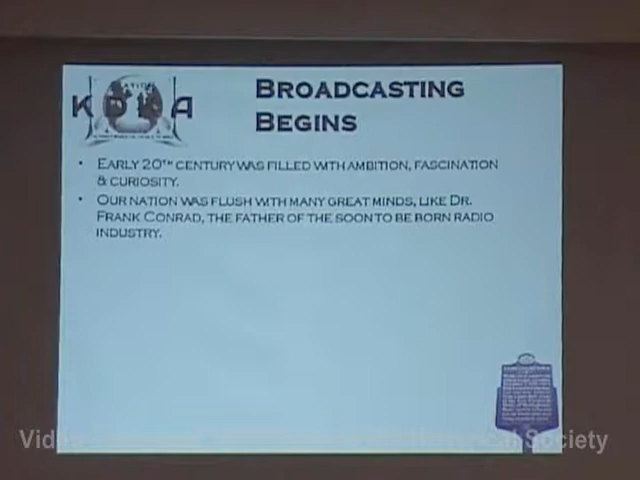 STATION
KDKA
BROADCASTING
BEGINS
• EARLY 20TH CENTURY WAS FILLED WITH AMBITION, FASCINATION
& CURIOSITY.
• OUR NATION WAS FLUSH WITH MANY GREAT MINDS, LIKE DR.
FRANK CONRAD, THE FATHER OF THE SOON TO BE BORN RADIO
INDUSTRY.
Society